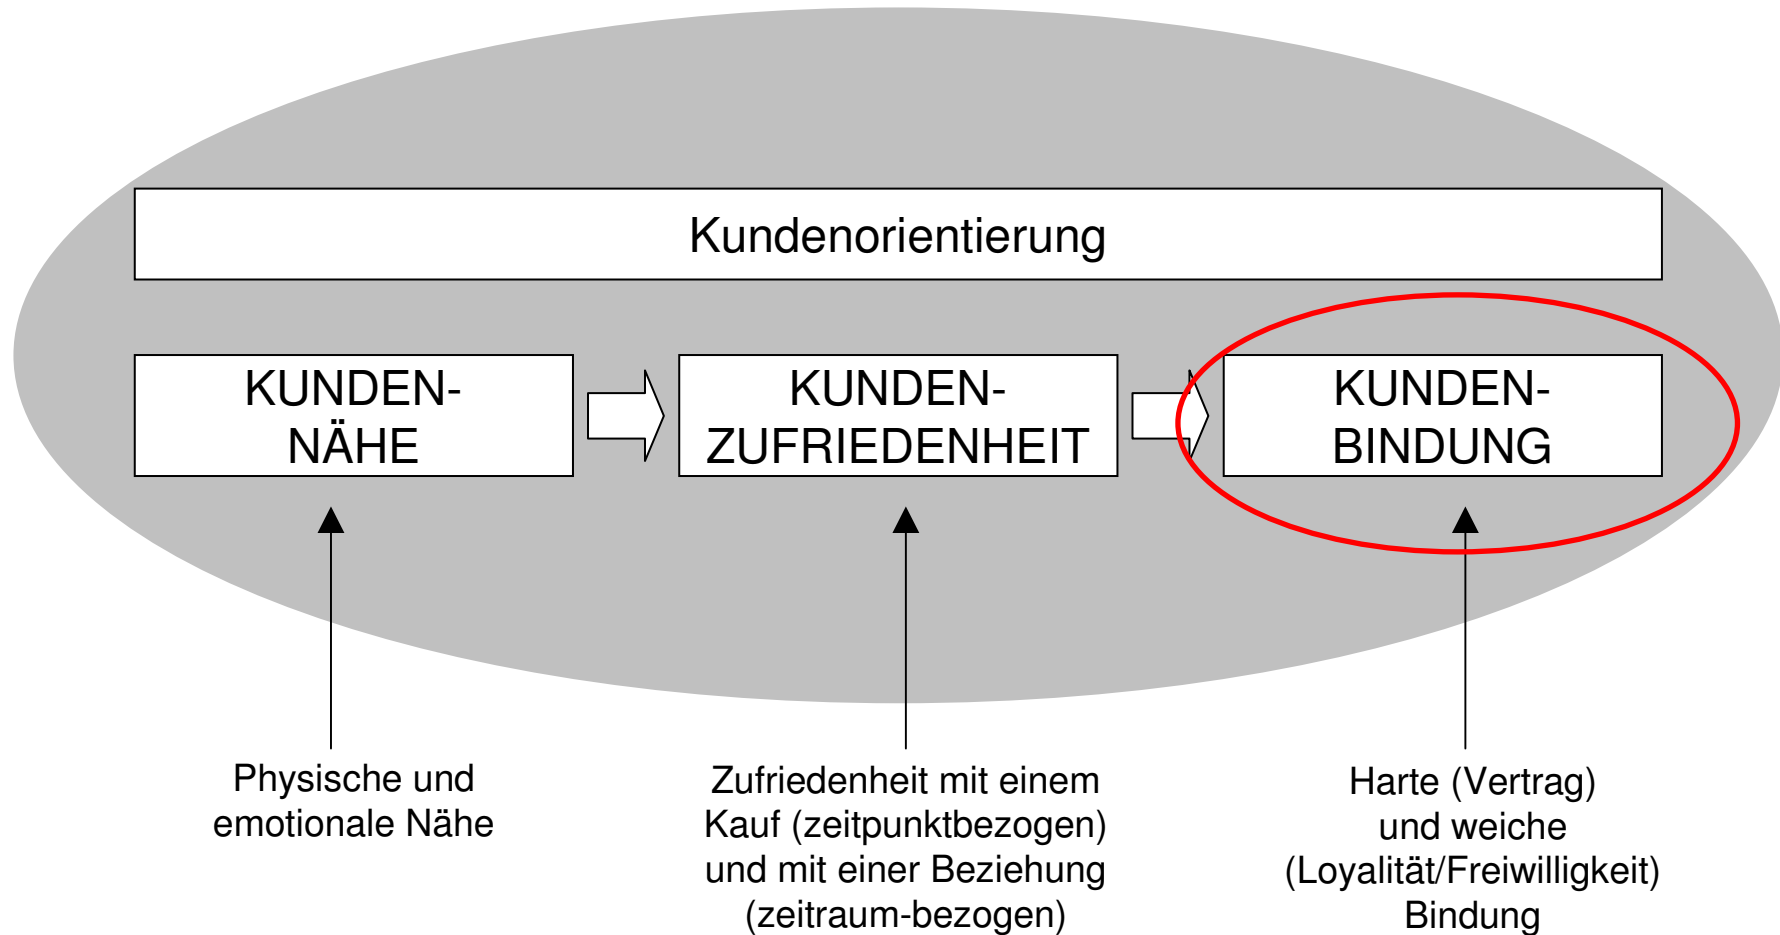 Kundenorientierung
KUNDEN-
NÄHE
KUNDEN-
ZUFRIEDENHEIT
KUNDEN-
BINDUNG
Physische und
emotionale Nähe
Zufriedenheit mit einem
Kauf (zeitpunktbezogen)
und mit einer Beziehung
(zeitraum-bezogen)
Harte (Vertrag)
und weiche
(Loyalität/Freiwilligkeit)
Bindung